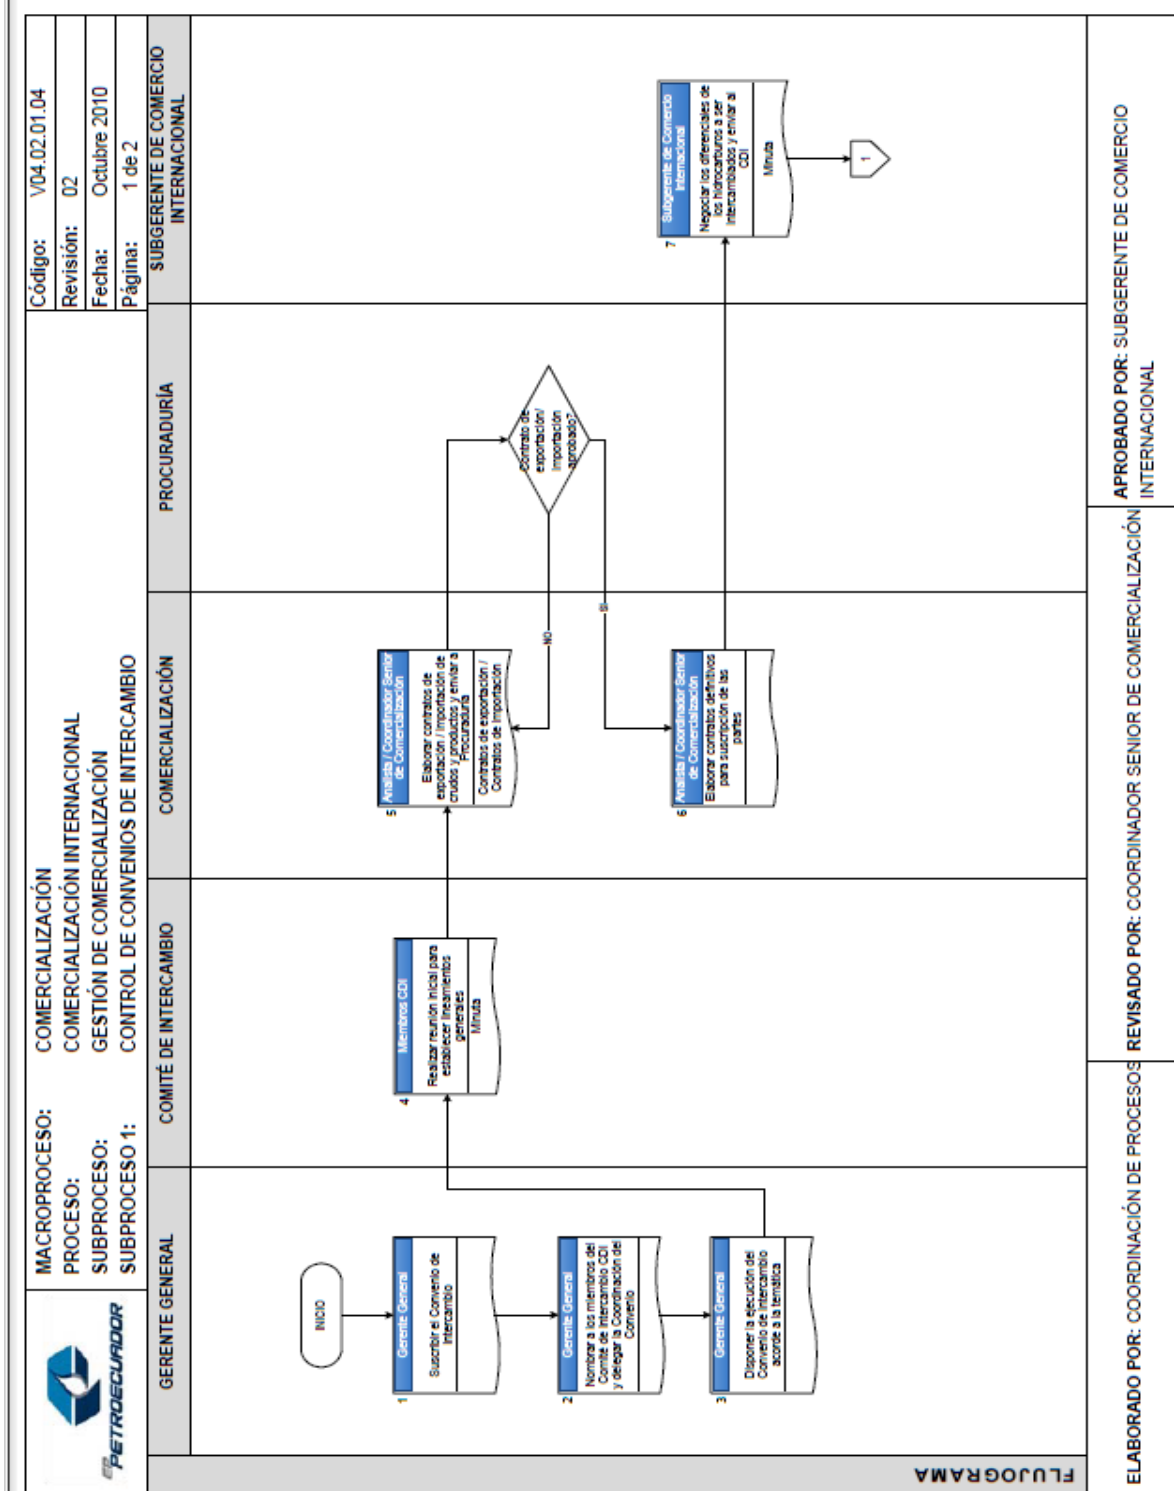 EP PETROECUADOR
MACROPROCESO: COMERCIALIZACIÓN
PROCESO: COMERCIALIZACIÓN INTERNACIONAL
SUBPROCESO: GESTIÓN DE COMERCIALIZACIÓN
SUBPROCESO 1: CONTROL DE CONVENIOS DE INTERCAMBIO
Código: V04.02.01.04
Revisión: 02
Fecha: Octubre 2010
Página: 1 de 2
GERENTE GENERAL
COMITÉ DE INTERCAMBIO
COMERCIALIZACIÓN
PROCURADURÍA
SUBGERENTE DE COMERCIO
INTERNACIONAL
FLUJOGRAMA
INICIO
1
Gerente General
Suscribir el Convenio de
Intercambio
2
Gerente General
Nombrar a los miembros del
Comité de Intercambio CDI
y delegar la Coordinación del
Convenio
3
Gerente General
Disponer la ejecución del
Convenio de Intercambio
acorde a la temática
4
Miembros CDI
Realizar reunión inicial para
establecer lineamientos
generales
Minuta
5
Analista / Coordinador Senior
de Comercialización
Elaborar contratos de
exportación / Importación de
crudos y productos y enviar a
Procuraduría
Contratos de exportación /
Contratos de Importación
Contrato de
exportación/
Importación
aprobado?
NO
SI
6
Analista / Coordinador Senior
de Comercialización
Elaborar contratos definitivos
para suscripción de las
partes
7
Subgerente de Comercio
Internacional
Negociar los diferenciales de
los hidrocarburos a ser
Intercambiados y enviar al
CDI
Minuta
1
ELABORADO POR: COORDINACIÓN DE PROCESOS
REVISADO POR: COORDINADOR SENIOR DE COMERCIALIZACIÓN
APROBADO POR: SUBGERENTE DE COMERCIO
INTERNACIONAL